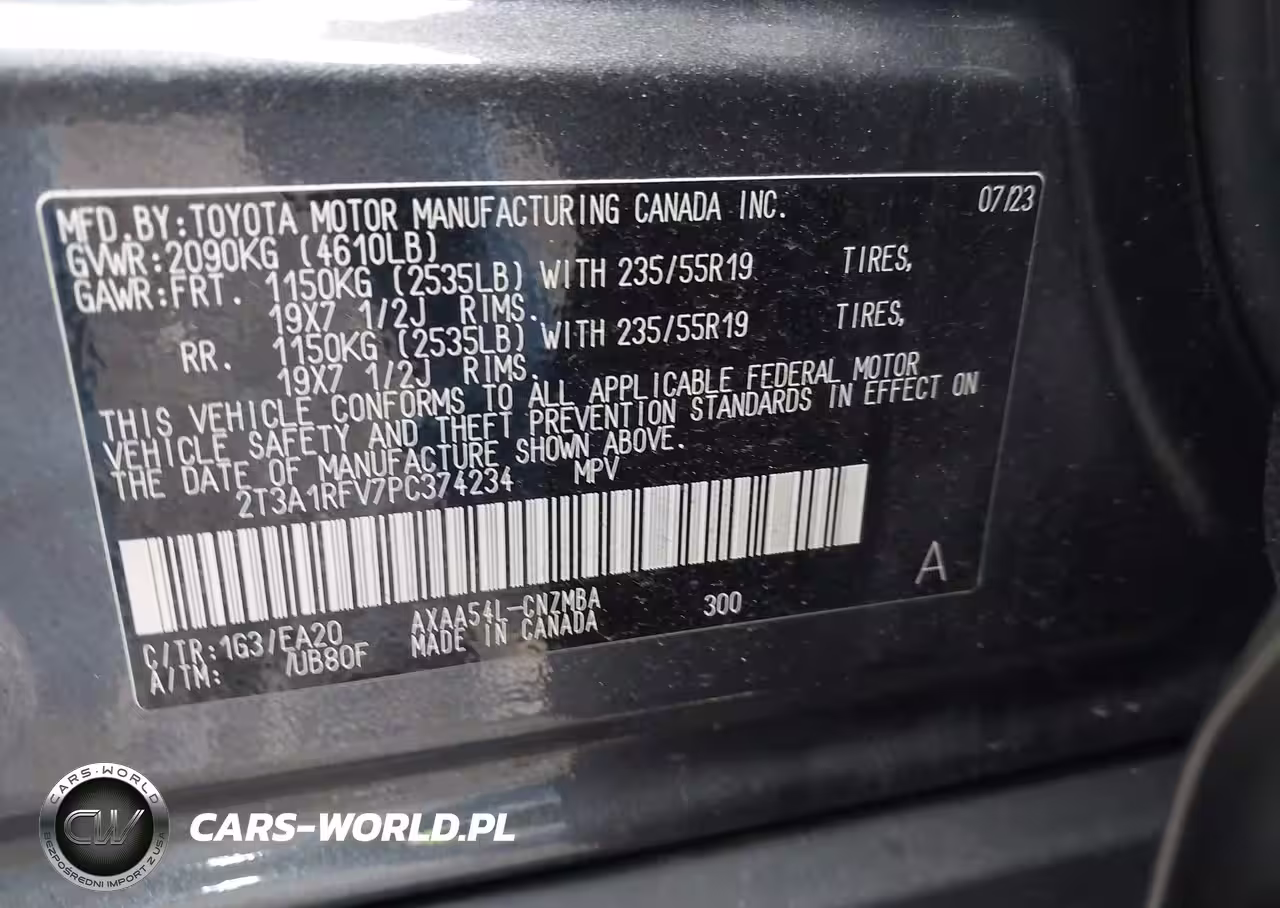 MFD.BY:TOYOTA MOTOR MANUFACTURING CANADA INC. 07/23
GVWR:2090KG (4610LB)
GAWR:FRT. 1150KG (2535LB) WITH 235/55R19 TIRES,
19X7 1/2J RIMS.
RR. 1150KG (2535LB) WITH 235/55R19 TIRES,
19X7 1/2J RIMS.
THIS VEHICLE CONFORMS TO ALL APPLICABLE FEDERAL MOTOR
VEHICLE SAFETY AND THEFT PREVENTION STANDARDS IN EFFECT ON
THE DATE OF MANUFACTURE SHOWN ABOVE.
2T3A1RFV7PC374234 MPV
A
C/TR:1G3/EA20 AXAA54L-CNZMBA 300
A/TM: /UB80F MADE IN CANADA
CARS-WORLD
CW
BEZPOŚREDNI IMPORT Z USA
CARS-WORLD.PL